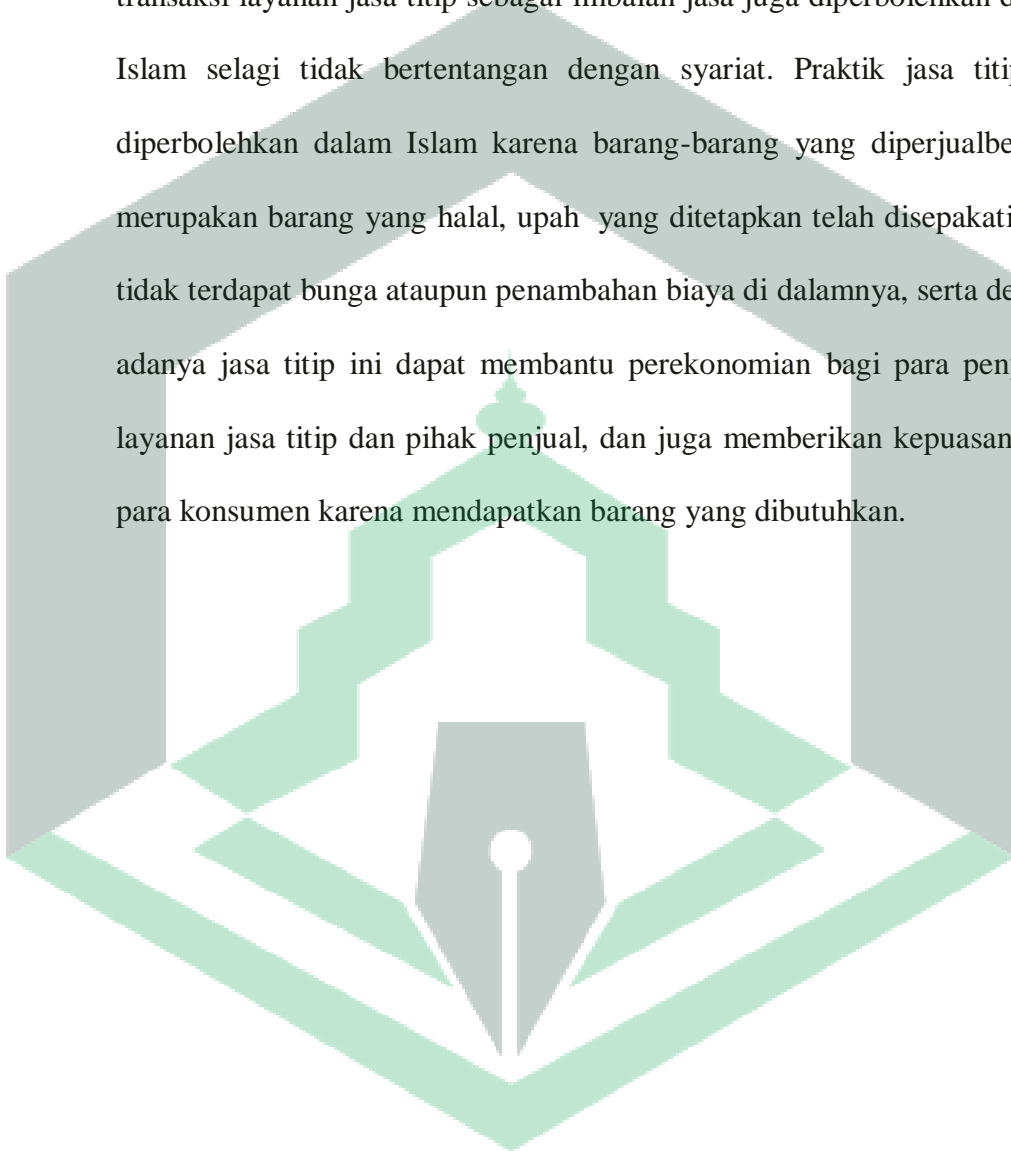 transaksi layanan jasa titip sebagai imbalan jasa juga diperbolehkan
Islam selagi tidak bertentangan dengan syariat. Praktik jasa
diperbolehkan dalam Islam karena barang-barang yang
merupakan barang yang halal, upah yang ditetapkan telah disepakati
tidak terdapat bunga ataupun penambahan biaya di dalamnya, serta
adanya jasa titip ini dapat membantu perekonomian bagi para
layanan jasa titip dan pihak penjual, dan juga memberikan kepuasan
para konsumen karena mendapatkan barang yang dibutuhkan.